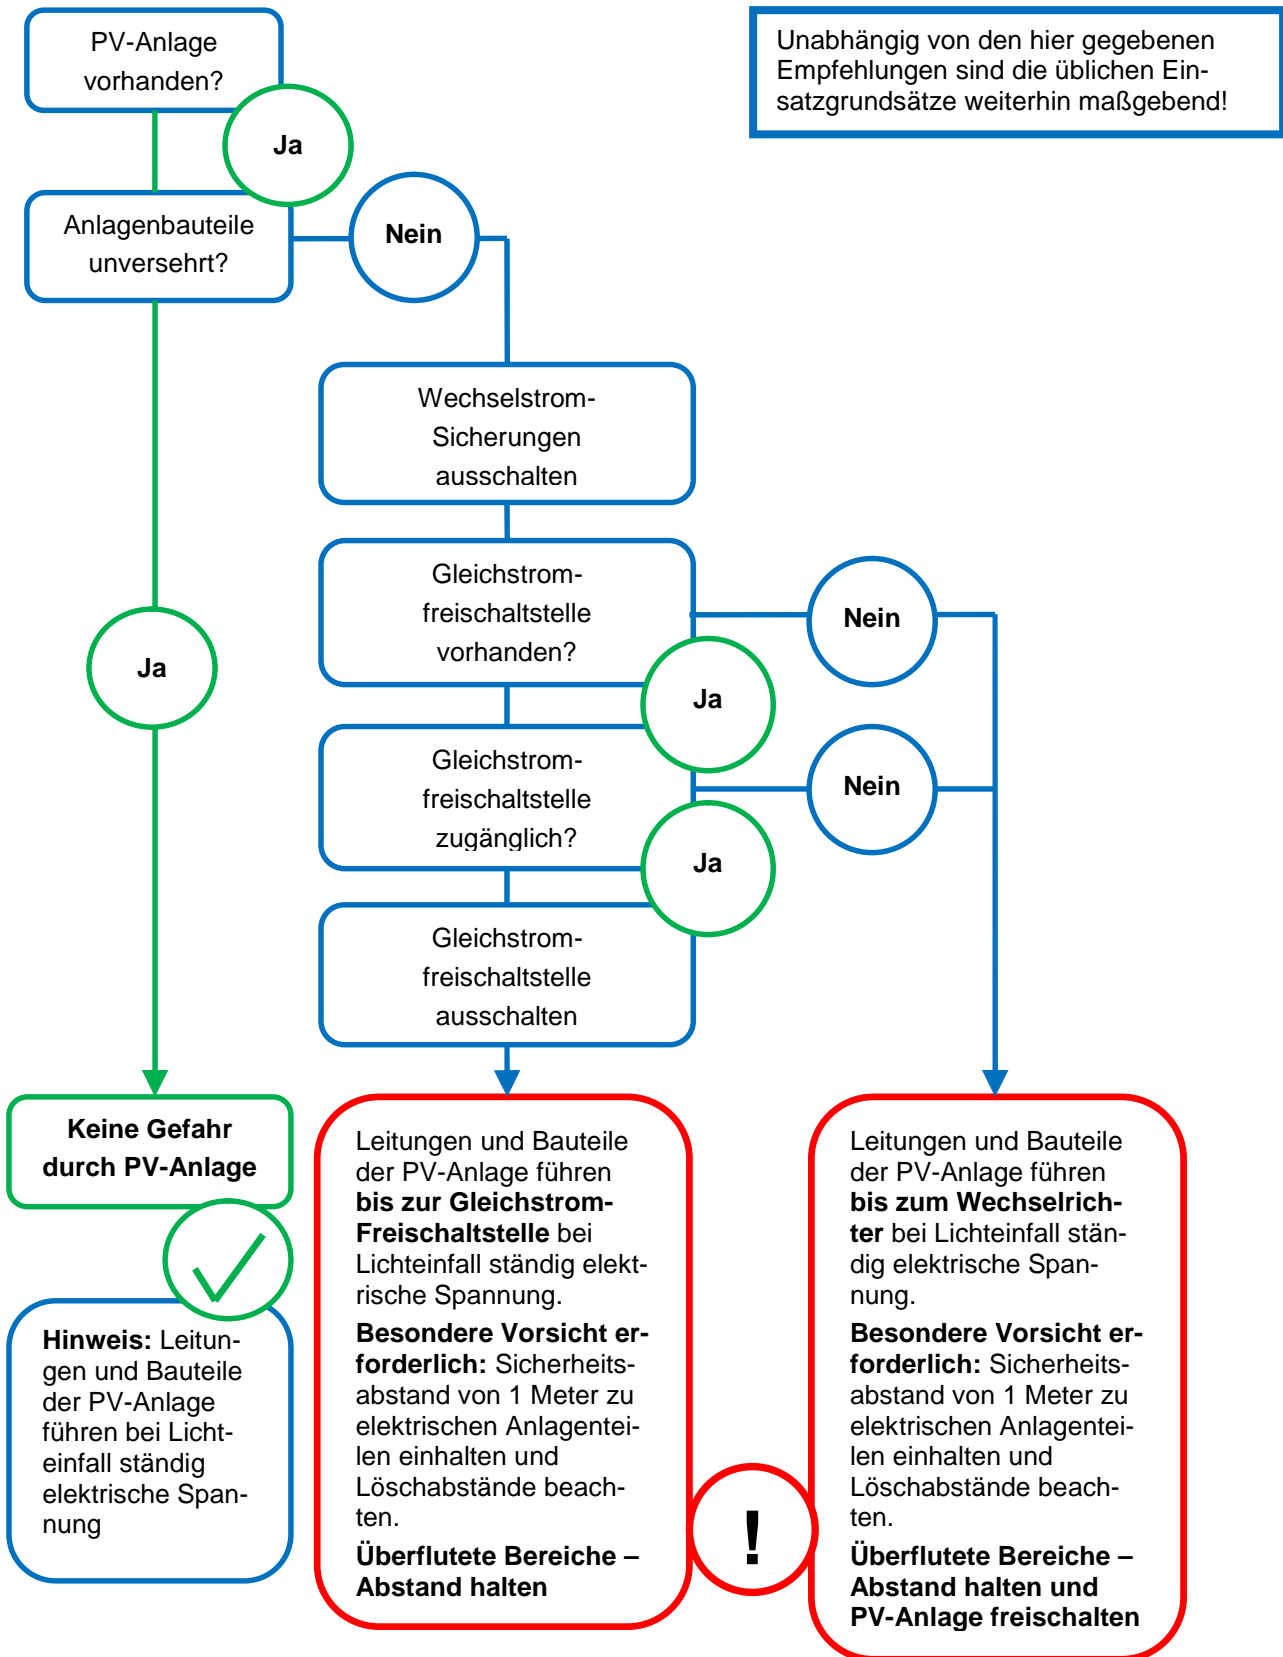 PV-Anlage
vorhanden?
Unabhängig von den hier gegebenen
Empfehlungen sind die üblichen Ein-
satzgrundsätze weiterhin maßgebend!
Ja
Anlagenbauteile
unversehrt?
Nein
Wechselstrom-
Sicherungen
ausschalten
Gleichstrom-
freischaltstelle
vorhanden?
Nein
Ja
Ja
Gleichstrom-
freischaltstelle
zugänglich?
Nein
Ja
Gleichstrom-
freischaltstelle
ausschalten
Keine Gefahr
durch PV-Anlage
Hinweis: Leitun-
gen und Bauteile
der PV-Anlage
führen bei Licht-
einfall ständig
elektrische Span-
nung
Leitungen und Bauteile
der PV-Anlage führen
bis zur Gleichstrom-
Freischaltstelle bei
Lichteinfall ständig elekt-
rische Spannung.
Besondere Vorsicht er-
forderlich: Sicherheits-
abstand von 1 Meter zu
elektrischen Anlagentei-
len einhalten und
Löschabstände beach-
ten.
Überflutete Bereiche –
Abstand halten
!
Leitungen und Bauteile
der PV-Anlage führen
bis zum Wechselrich-
ter bei Lichteinfall stän-
dig elektrische Span-
nung.
Besondere Vorsicht er-
forderlich: Sicherheits-
abstand von 1 Meter zu
elektrischen Anlagentei-
len einhalten und
Löschabstände beach-
ten.
Überflutete Bereiche –
Abstand halten und
PV-Anlage freischalten